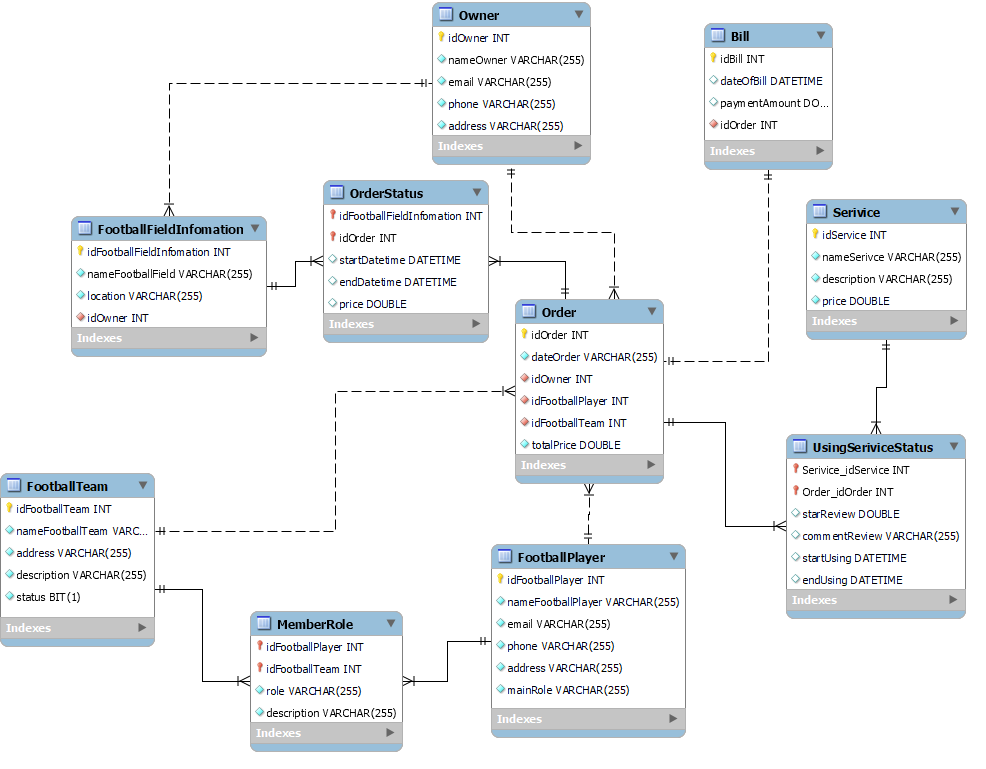 Owner
idOwner INT
nameOwner VARCHAR(255)
email VARCHAR(255)
phone VARCHAR(255)
address VARCHAR(255)
Indexes
Bill
idBill INT
dateOfBill DATETIME
paymentAmount DO...
idOrder INT
Indexes
OrderStatus
idFootballFieldInfomation INT
idOrder INT
startDatetime DATETIME
endDatetime DATETIME
price DOUBLE
Indexes
FootballFieldInfomation
idFootballFieldInfomation INT
nameFootballField VARCHAR(255)
location VARCHAR(255)
idOwner INT
Indexes
Serivice
idService INT
nameSerivce VARCHAR(255)
description VARCHAR(255)
price DOUBLE
Indexes
Order
idOrder INT
dateOrder VARCHAR(255)
idOwner INT
idFootballPlayer INT
idFootballTeam INT
totalPrice DOUBLE
Indexes
UsingSeriviceStatus
Serivice_idService INT
Order_idOrder INT
starReview DOUBLE
commentReview VARCHAR(255)
startUsing DATETIME
endUsing DATETIME
Indexes
FootballTeam
idFootballTeam INT
nameFootballTeam VARC...
address VARCHAR(255)
description VARCHAR(255)
status BIT(1)
Indexes
FootballPlayer
idFootballPlayer INT
nameFootballPlayer VARCHAR(255)
email VARCHAR(255)
phone VARCHAR(255)
address VARCHAR(255)
mainRole VARCHAR(255)
Indexes
MemberRole
idFootballPlayer INT
idFootballTeam INT
role VARCHAR(255)
description VARCHAR(255)
Indexes